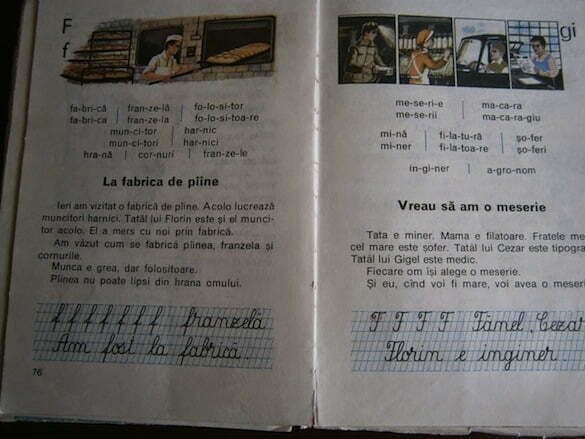 F
f
fa-bri-că fran-ze-lă fo-lo-si-tor
fa-bri-ca fran-ze-la fo-lo-si-toa-re
mun-ci-tor har-nic
mun-ci-tori har-nici
hra-nă cor-nuri fran-ze-le
La fabrica de pîine
Ieri am vizitat o fabrică de pîine. Acolo lucrează
muncitori harnici. Tatăl lui Florin este și el munci-
tor acolo. El a mers cu noi prin fabrică.
Am văzut cum se fabrică pîinea, franzela și
cornurile.
Munca e grea, dar folositoare.
Pîinea nu poate lipsi din hrana omului.
f f f f f f f franzelă
Am fost la fabrică.
76
gi
me-se-ri-e ma-ca-ra
me-se-rii ma-ca-ra-giu
mi-nă fi-la-tu-ră șo-fer
mi-ner fi-la-toa-re șo-feri
in-gi-ner a-gro-nom
Vreau să am o meserie
Tata e miner. Mama e filatoare. Fratele me
cel mare este șofer. Tatăl lui Cezar este tipogra
Tatăl lui Gigel este medic.
Fiecare om își alege o meserie.
Și eu, cînd voi fi mare, voi avea o meseri
F F F F Fănel, Cezar
Florin e inginer